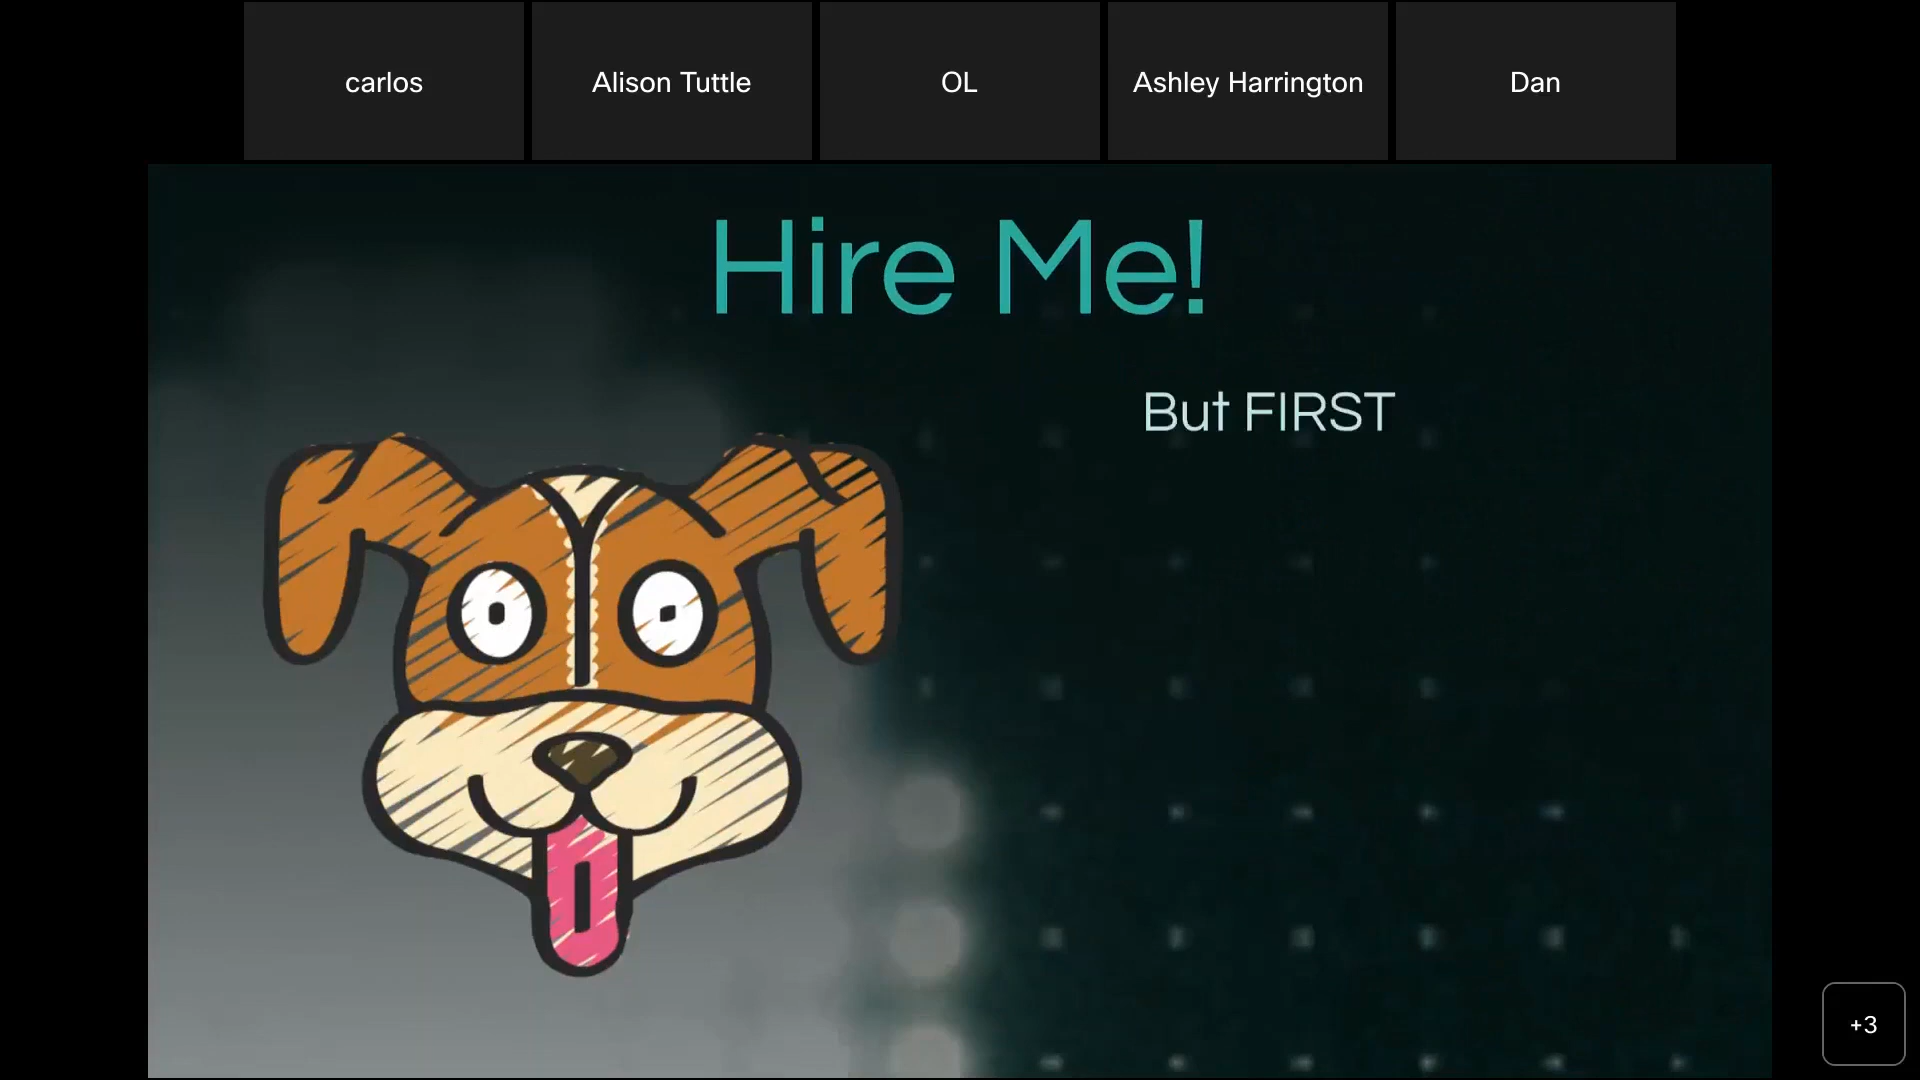 carlos
Alison Tuttle
OL
Ashley Harrington
Dan
Hire Me!
But FIRST
+3